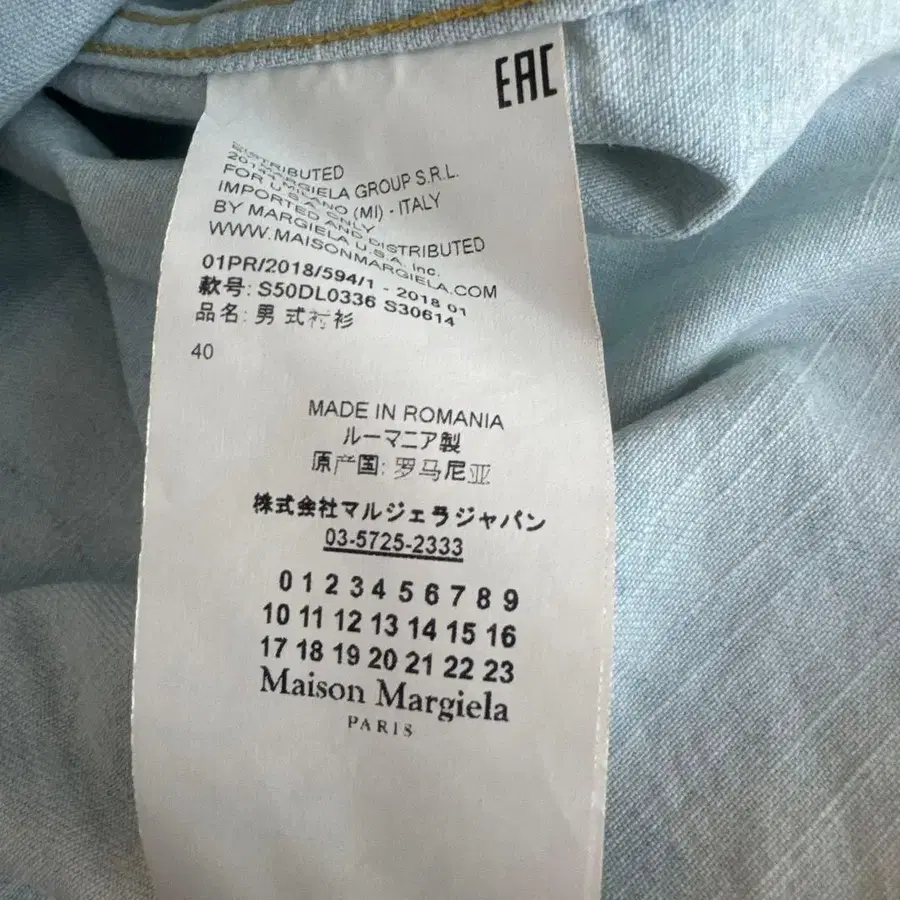 EAC
DISTRIBUTED
MARGIELA GROUP S.R.L.
20144 MILANO (MI) - ITALY
FOR U.S.A. ONLY
IMPORTED AND DISTRIBUTED
BY MARGIELA U.S.A. Inc.
WWW.MAISONMARGIELA.COM
01PR/2018/594/1 - 2018 01
款号: S50DL0336 S30614
品名: 男式衬衫
40
MADE IN ROMANIA
ルーマニア製
原产国: 罗马尼亚
株式会社マルジェラジャパン
03-5725-2333
0 1 2 3 4 5 6 7 8 9
10 11 12 13 14 15 16
17 18 19 20 21 22 23
Maison Margiela
PARIS